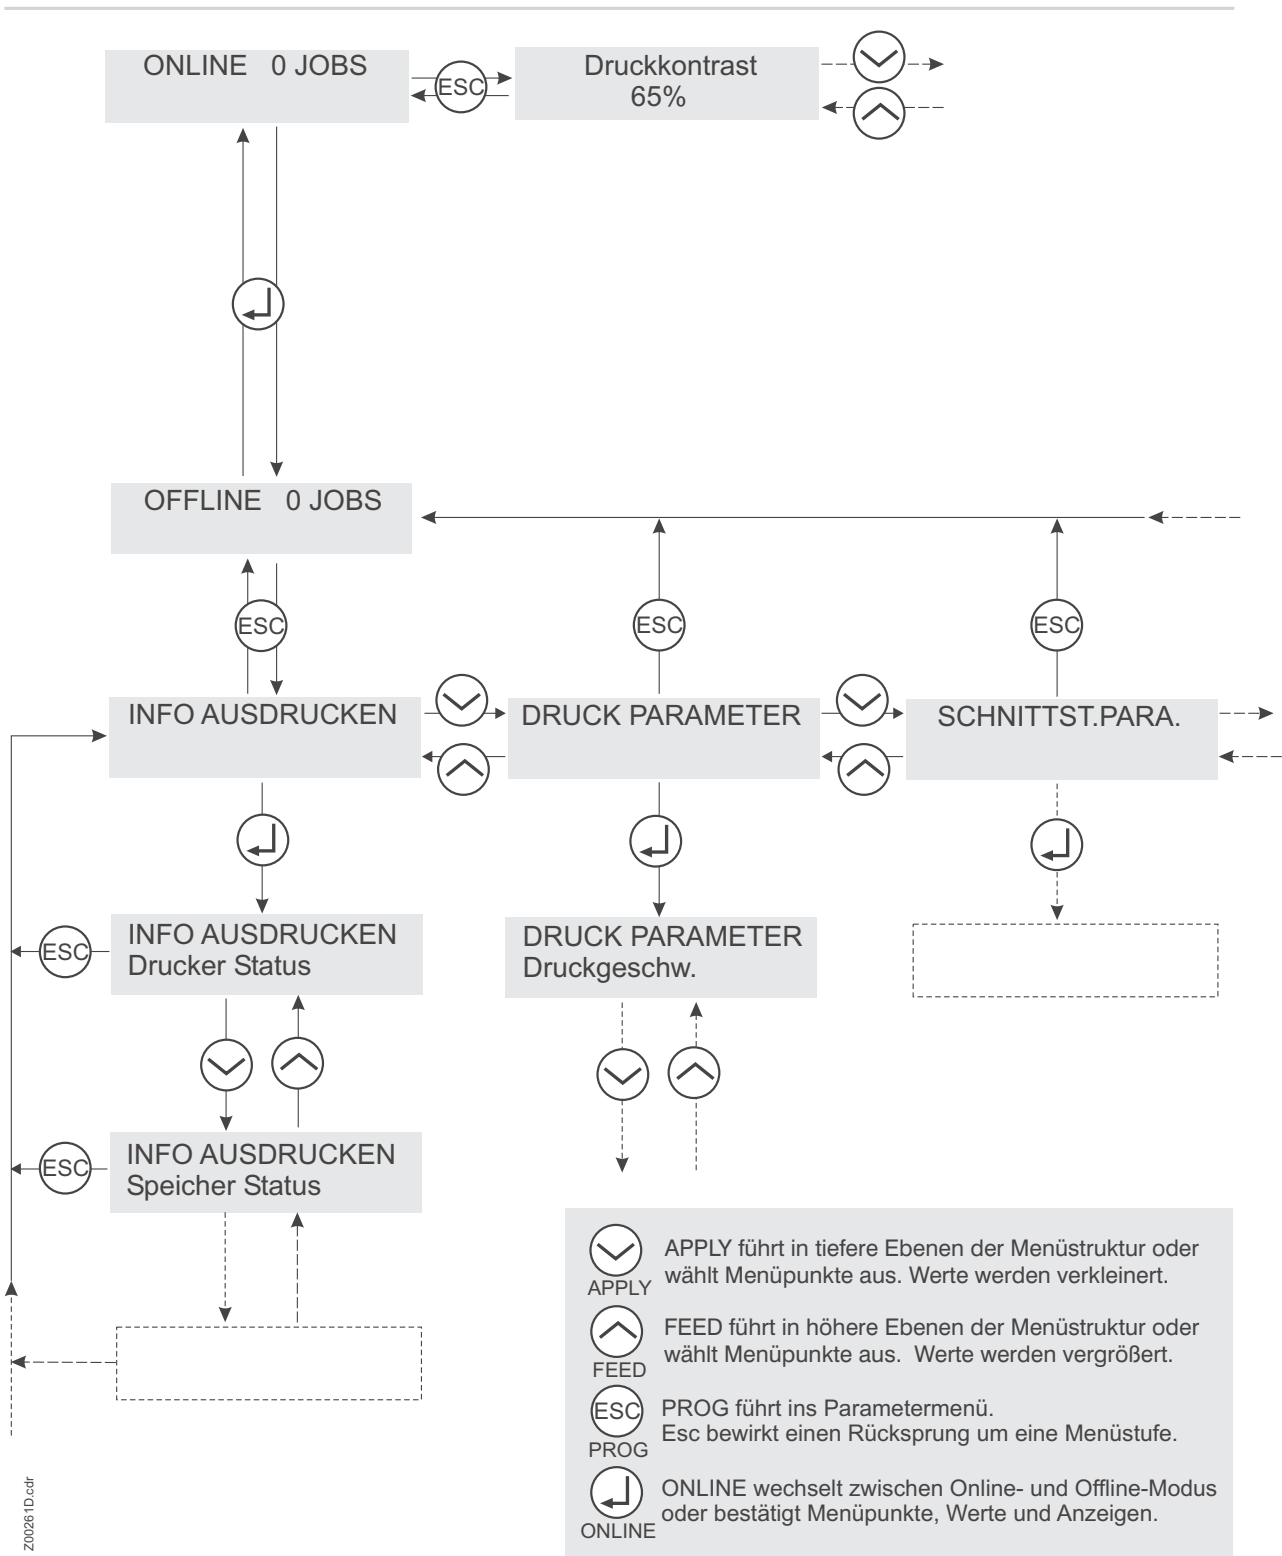 ONLINE   0 JOBS
ESC
Druckkontrast
65%
OFFLINE   0 JOBS
ESC
ESC
ESC
INFO AUSDRUCKEN
DRUCK PARAMETER
SCHNITTST.PARA.
ESC
INFO AUSDRUCKEN
Drucker Status
DRUCK PARAMETER
Druckgeschw.
ESC
INFO AUSDRUCKEN
Speicher Status
APPLY
APPLY führt in tiefere Ebenen der Menüstruktur oder
wählt Menüpunkte aus. Werte werden verkleinert.
FEED
FEED führt in höhere Ebenen der Menüstruktur oder
wählt Menüpunkte aus.  Werte werden vergrößert.
ESC
PROG
PROG führt ins Parametermenü.
Esc bewirkt einen Rücksprung um eine Menüstufe.
ONLINE
ONLINE wechselt zwischen Online- und Offline-Modus
oder bestätigt Menüpunkte, Werte und Anzeigen.
Z00261D.cdr